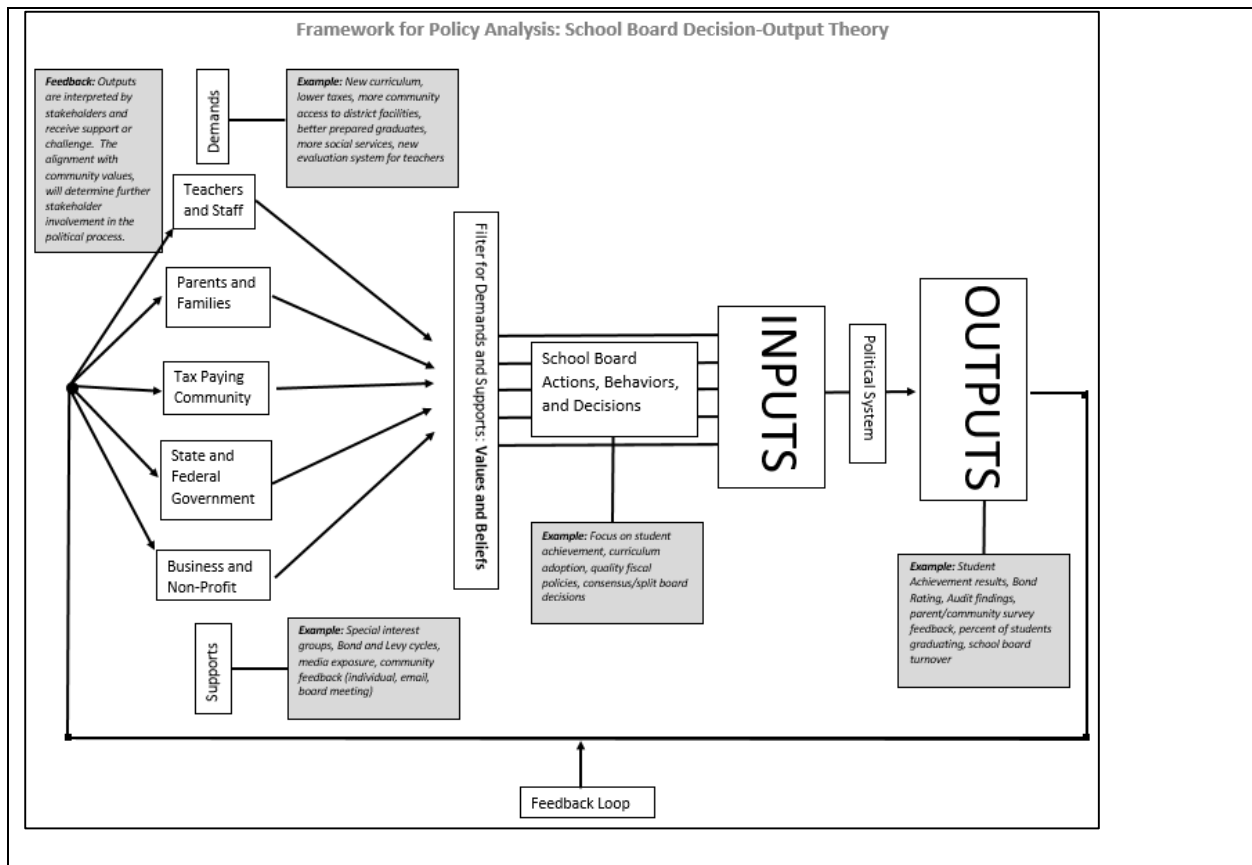 Framework for Policy Analysis: School Board Decision-Output Theory
Feedback: Outputs
are interpreted by
stakeholders and
receive support or
challenge. The
alignment with
community values,
will determine further
stakeholder
involvement in the
political process.
Demands
Example: New curriculum,
lower taxes, more community
access to district facilities,
better prepared graduates,
more social services, new
evaluation system for teachers
Teachers
and Staff
Parents and
Families
Tax Paying
Community
State and
Federal
Government
Business and
Non-Profit
Supports
Example: Special interest
groups, Bond and Levy cycles,
media exposure, community
feedback (individual, email,
board meeting)
Filter for Demands and Supports: Values and Beliefs
School Board
Actions, Behaviors,
and Decisions
Example: Focus on student
achievement, curriculum
adoption, quality fiscal
policies, consensus/split board
decisions
INPUTS
Political System
OUTPUTS
Example: Student
Achievement results, Bond
Rating, Audit findings,
parent/community survey
feedback, percent of students
graduating, school board
turnover
Feedback Loop